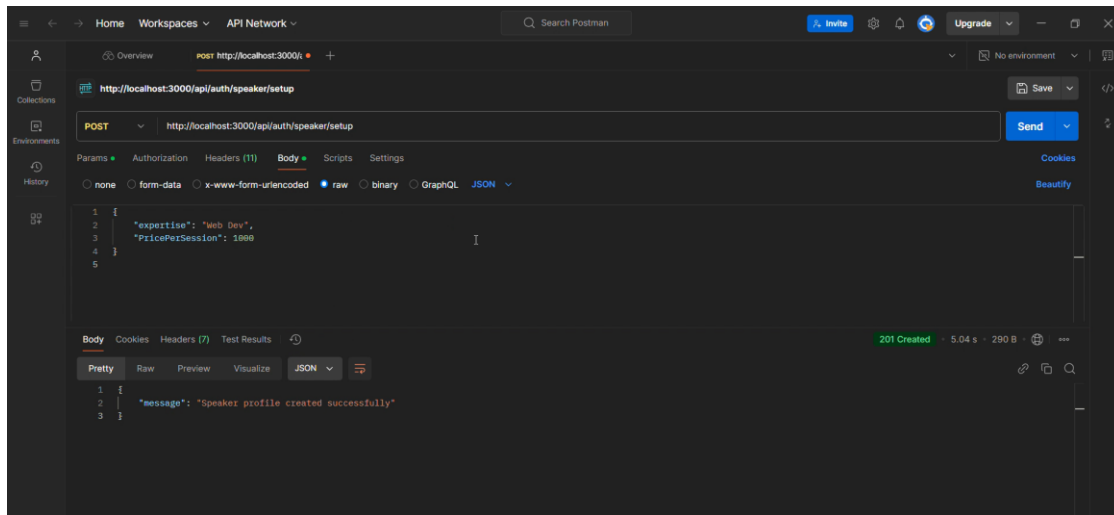 Home Workspaces API Network Search Postman Invite Upgrade
Overview POST http://localhost:3000/a No environment
http://localhost:3000/api/auth/speaker/setup Save
Collections
POST http://localhost:3000/api/auth/speaker/setup Send
Environments
Params Authorization Headers (11) Body Scripts Settings Cookies
History
none form-data x-www-form-urlencoded raw binary GraphQL JSON Beautify
1 {
2 "expertise": "Web Dev",
3 "PricePerSession": 1000
4 }
5
Body Cookies Headers (7) Test Results 201 Created 5.04 s 290 B
Pretty Raw Preview Visualize JSON
1 {
2 "message": "Speaker profile created successfully"
3 }